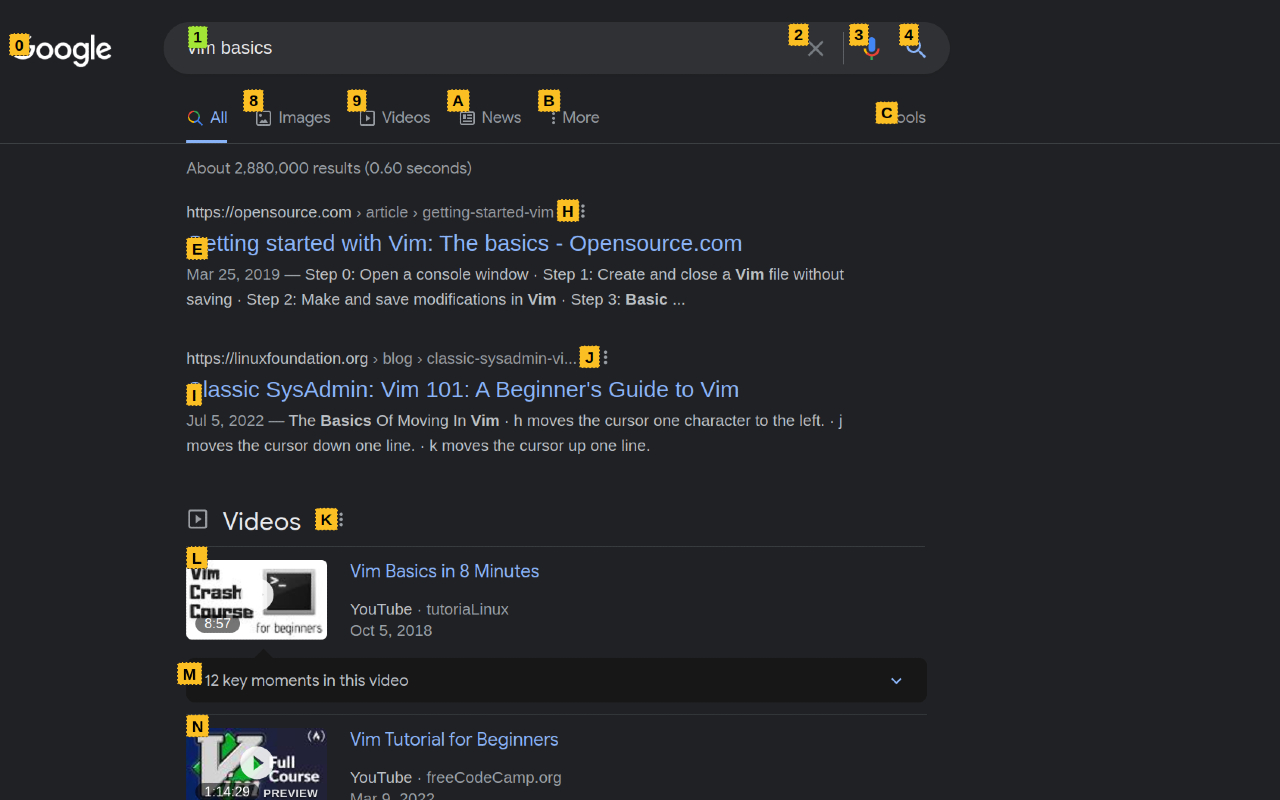 0 Google
1 vim basics 2 3 4
All 8 Images 9 Videos A News B More C Tools
About 2,880,000 results (0.60 seconds)
https://opensource.com › article › getting-started-vim H
E Getting started with Vim: The basics - Opensource.com
Mar 25, 2019 — Step 0: Open a console window · Step 1: Create and close a Vim file without
saving · Step 2: Make and save modifications in Vim · Step 3: Basic ...
https://linuxfoundation.org › blog › classic-sysadmin-vi... J
I Classic SysAdmin: Vim 101: A Beginner's Guide to Vim
Jul 5, 2022 — The Basics Of Moving In Vim · h moves the cursor one character to the left. · j
moves the cursor down one line. · k moves the cursor up one line.
Videos K
L
Vim
Crash
Course
for beginners
8:57
Vim Basics in 8 Minutes
YouTube · tutoriaLinux
Oct 5, 2018
M 12 key moments in this video
N
Full
Course
1:14:29 PREVIEW
Vim Tutorial for Beginners
YouTube · freeCodeCamp.org
Mar 9, 2022